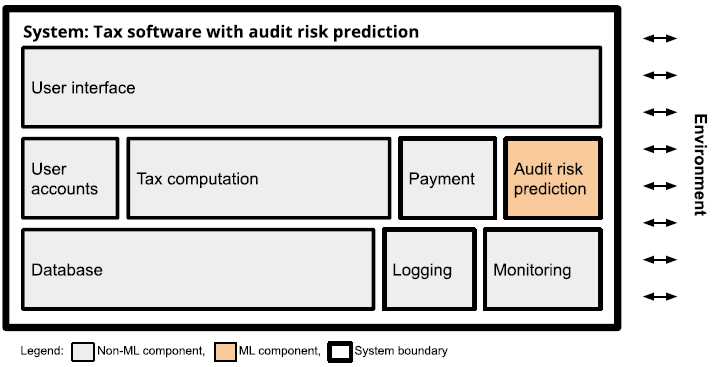 System: Tax software with audit risk prediction
User interface
User
accounts
Tax computation
Payment
Audit risk
prediction
Database
Logging
Monitoring
Environment
Legend: Non-ML component, ML component, System boundary